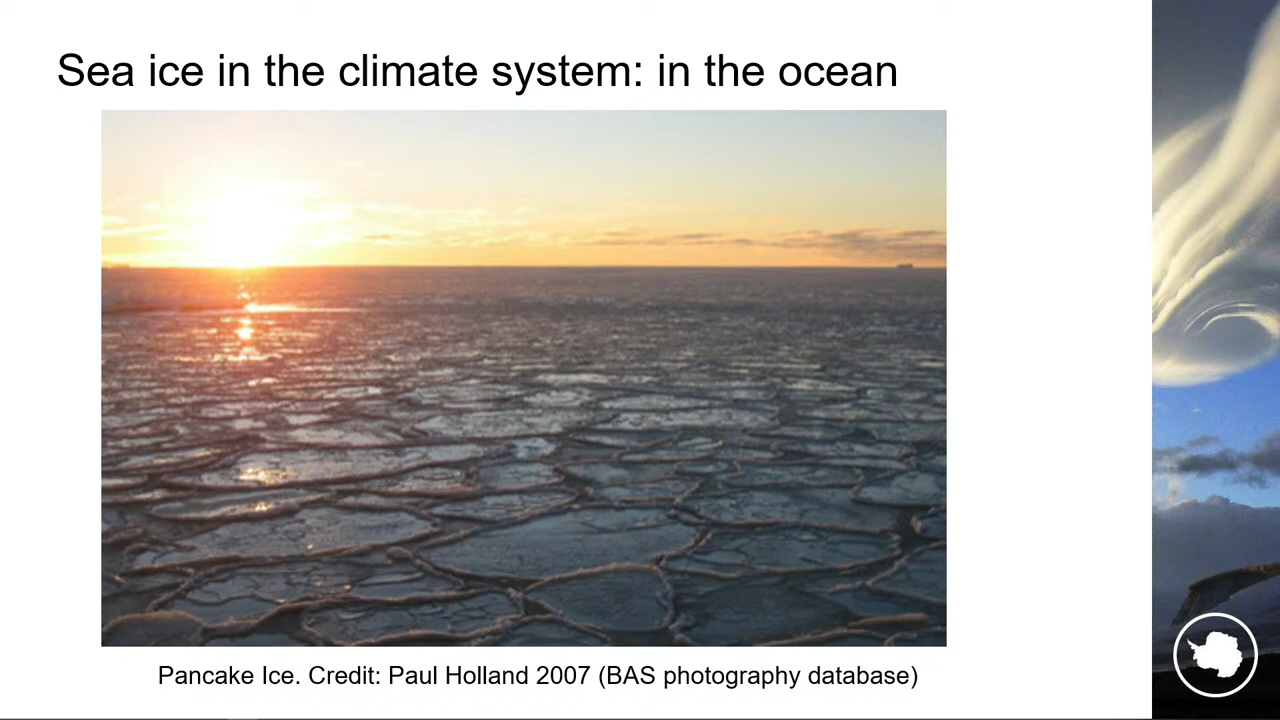 Sea ice in the climate system: in the ocean
Pancake Ice. Credit: Paul Holland 2007 (BAS photography database)